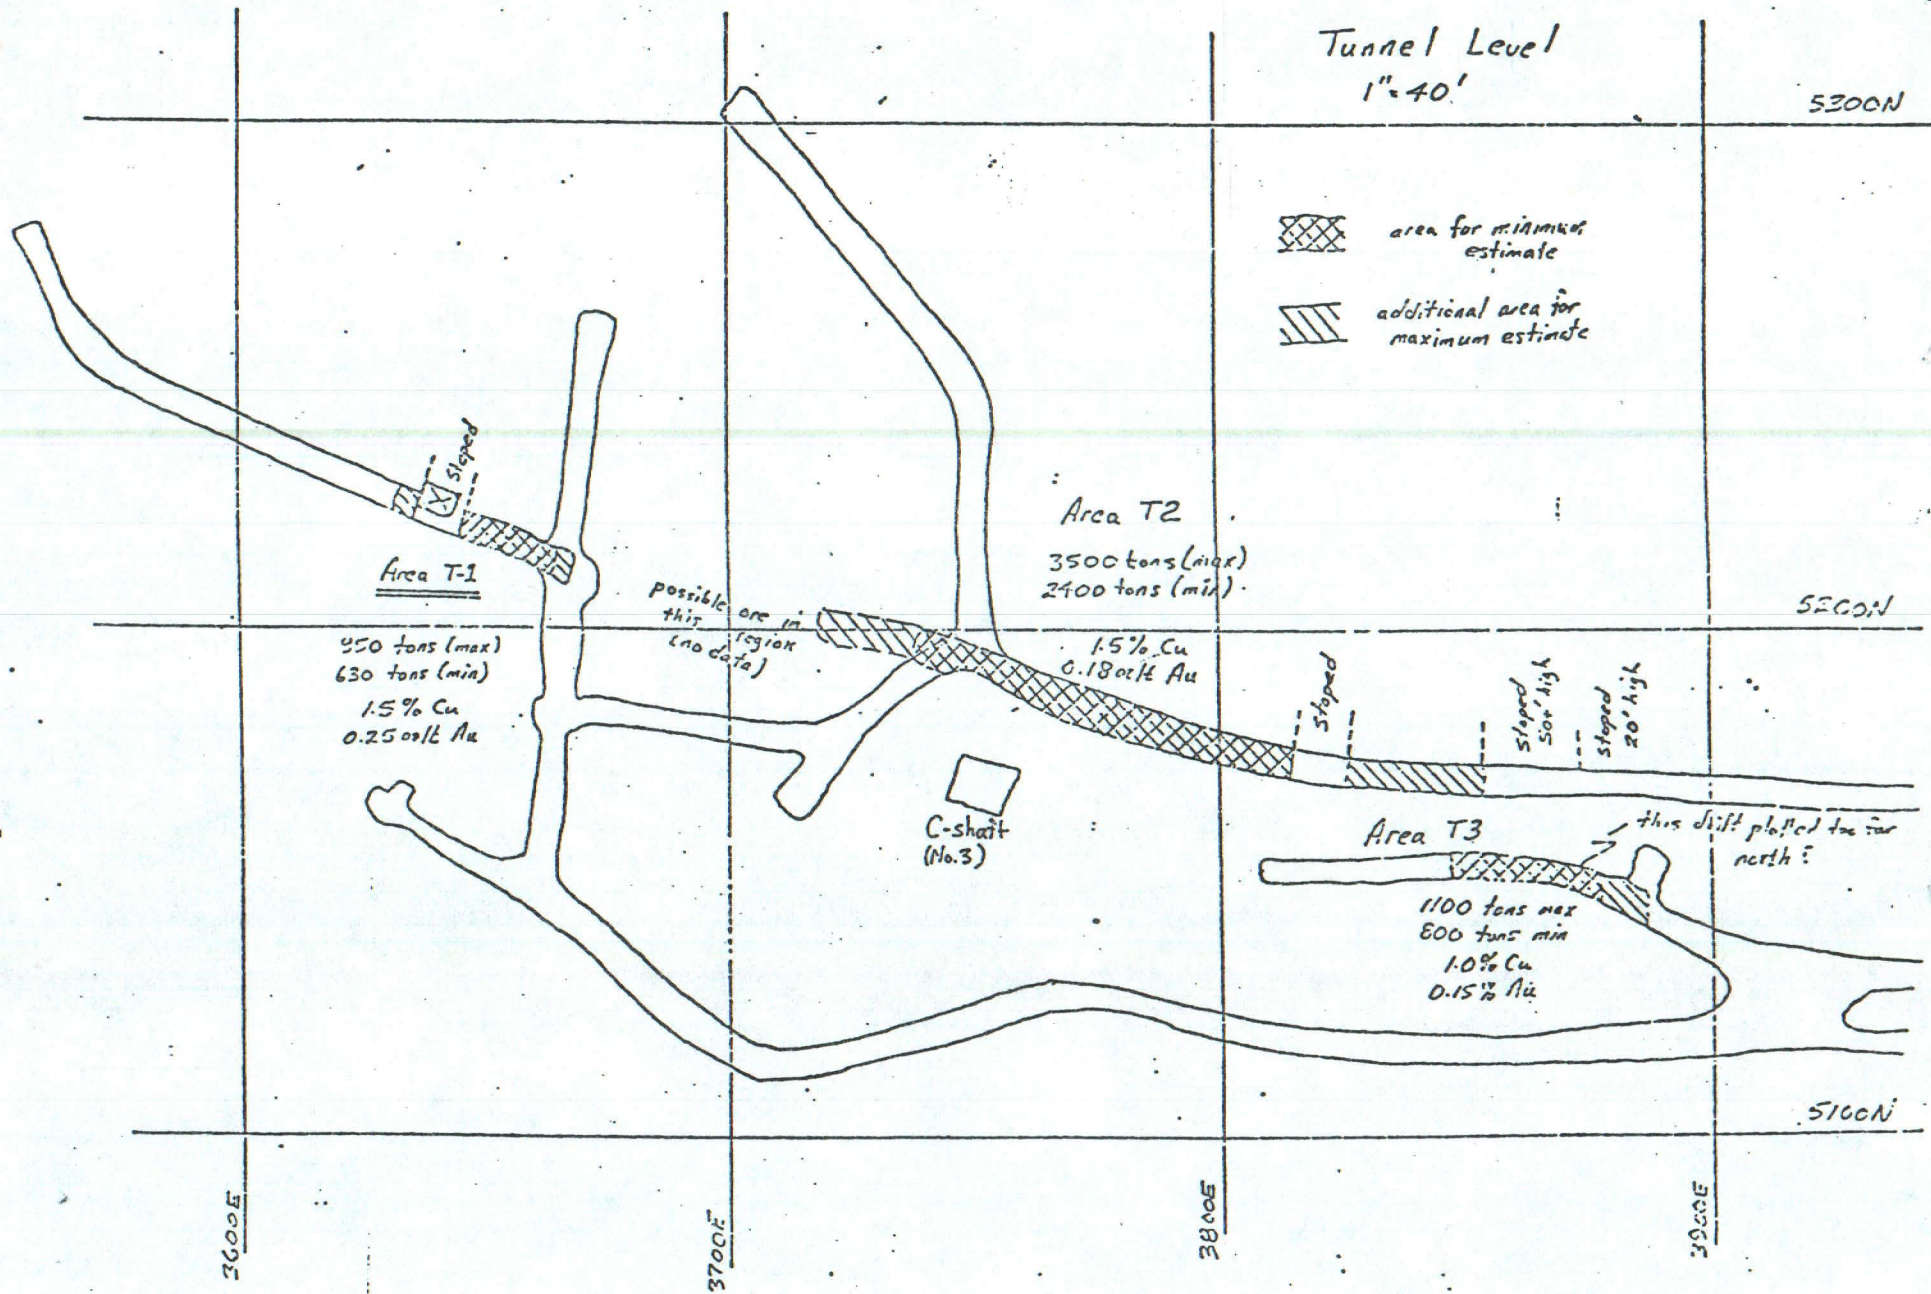 Tunnel Level
1"=40'
5300N
area for minimum
estimate
additional area for
maximum estimate
Stoped
Area T-1
950 tons (max)
630 tons (min)
1.5% Cu
0.25 oz/t Au
possible ore in
this region
(no data)
Area T2
3500 tons (max)
2400 tons (min)
1.5% Cu
0.18 oz/t Au
5200N
Stoped
Stoped
50±' high
Stoped
20' high
C-shaft
(No.3)
Area T3
this drift plotted too far
north?
1100 tons max
800 tons min
1.0% Cu
0.15 Au
5100N
3600E
3700E
3800E
3900E